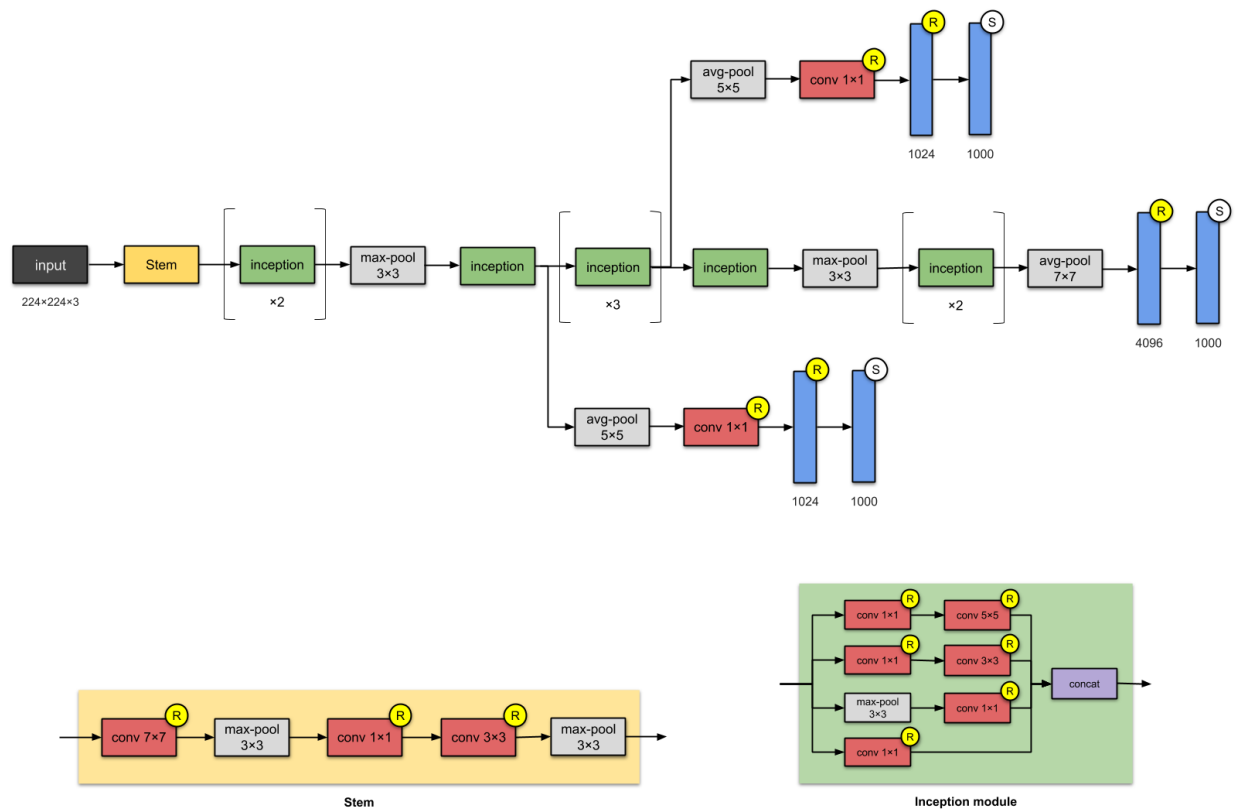 R
S
avg-pool
5×5
conv 1×1
R
1024
1000
input
224×224×3
Stem
inception
×2
max-pool
3×3
inception
inception
×3
inception
max-pool
3×3
inception
×2
avg-pool
7×7
R
S
4096
1000
avg-pool
5×5
conv 1×1
R
R
S
1024
1000
conv 7×7
R
max-pool
3×3
conv 1×1
R
conv 3×3
R
max-pool
3×3
Stem
conv 1×1
R
conv 5×5
R
conv 1×1
R
conv 3×3
R
max-pool
3×3
conv 1×1
R
conv 1×1
R
concat
Inception module